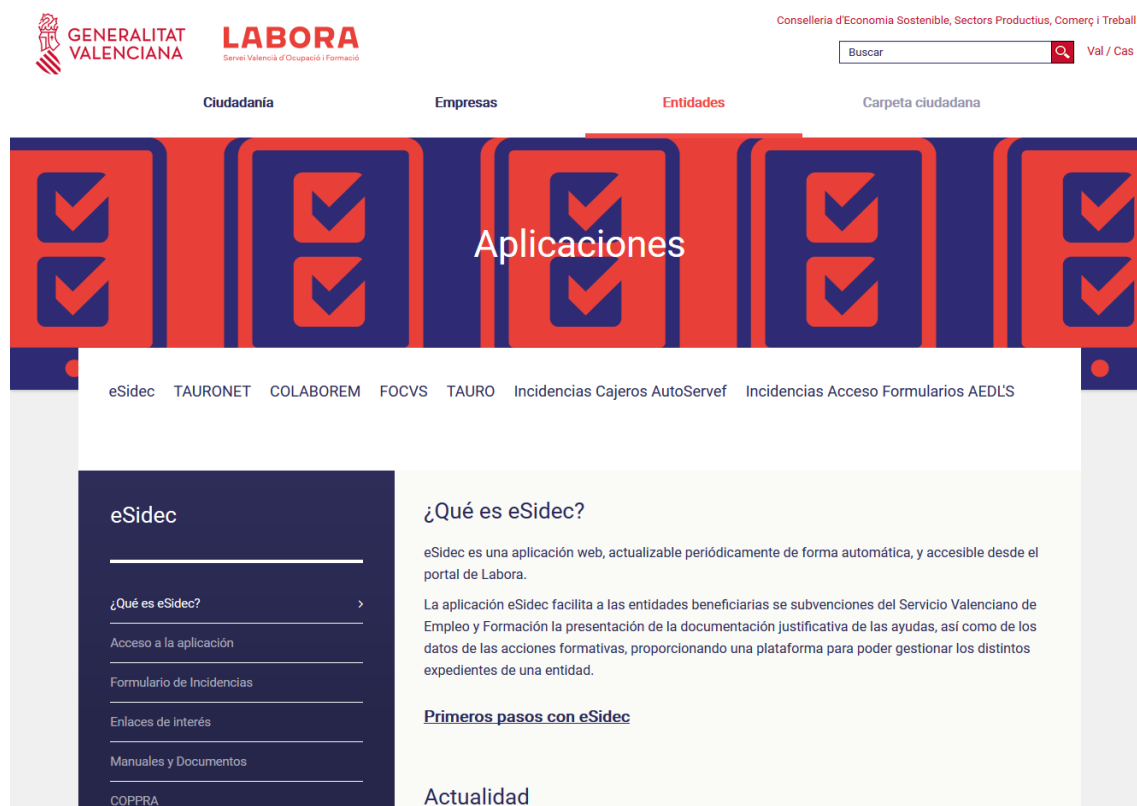 GENERALITAT
VALENCIANA
LABORA
Servei Valencià d'Ocupació i Formació
Conselleria d'Economia Sostenible, Sectors Productius, Comerç i Treball
Buscar
Val / Cas
Ciudadanía Empresas Entidades Carpeta ciudadana
Aplicaciones
eSidec TAURONET COLABOREM FOCVS TAURO Incidencias Cajeros AutoServef Incidencias Acceso Formularios AEDL'S
eSidec
¿Qué es eSidec?
Acceso a la aplicación
Formulario de Incidencias
Enlaces de interés
Manuales y Documentos
COPPRA
¿Qué es eSidec?
eSidec es una aplicación web, actualizable periódicamente de forma automática, y accesible desde el
portal de Labora.
La aplicación eSidec facilita a las entidades beneficiarias se subvenciones del Servicio Valenciano de
Empleo y Formación la presentación de la documentación justificativa de las ayudas, así como de los
datos de las acciones formativas, proporcionando una plataforma para poder gestionar los distintos
expedientes de una entidad.
Primeros pasos con eSidec
Actualidad